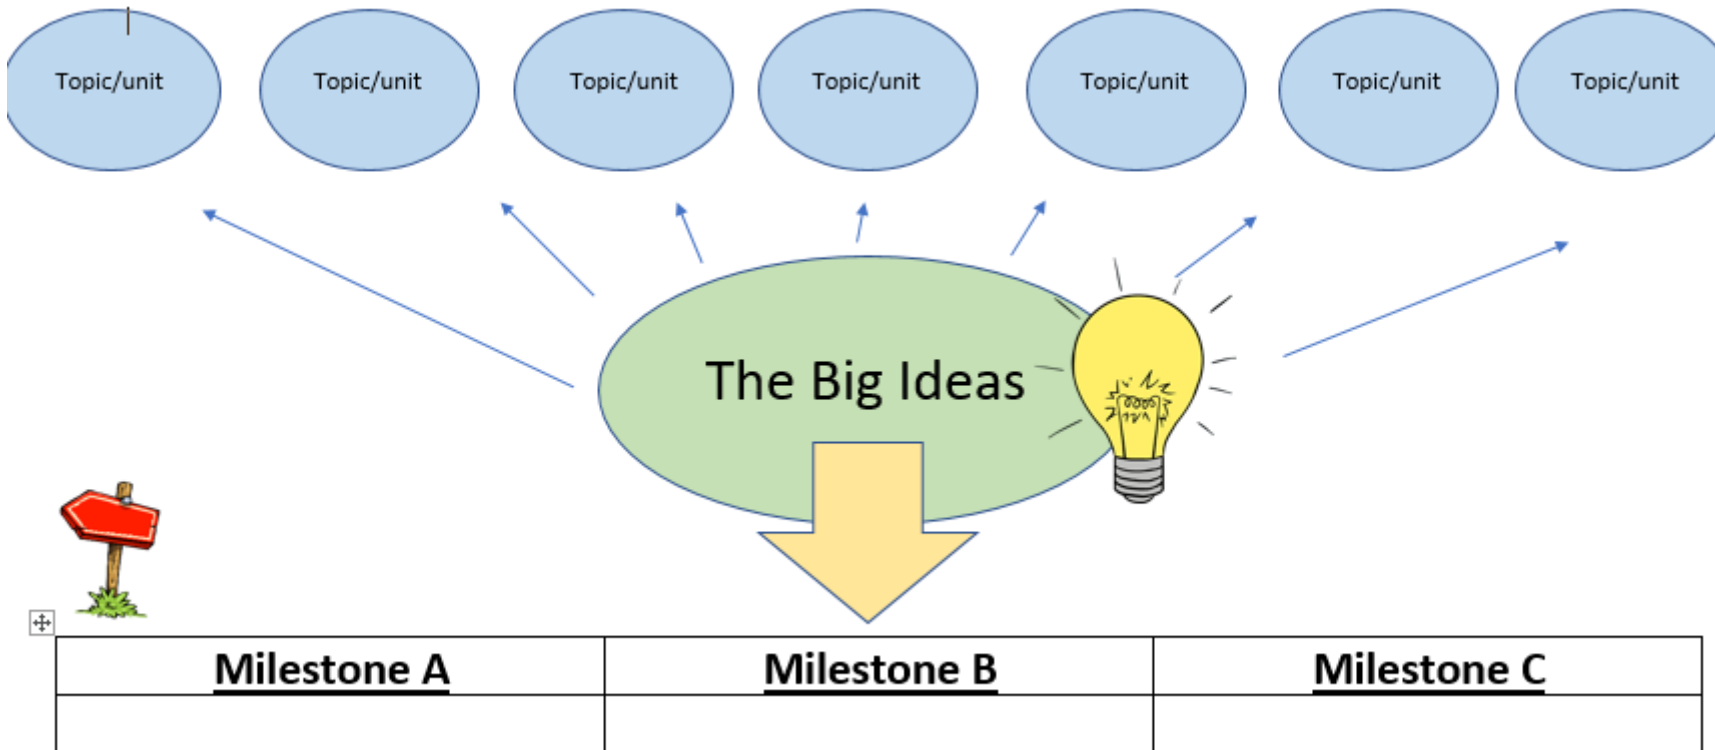 Topic/unit
Topic/unit
Topic/unit
Topic/unit
Topic/unit
Topic/unit
Topic/unit
The Big Ideas
Milestone A
Milestone B
Milestone C